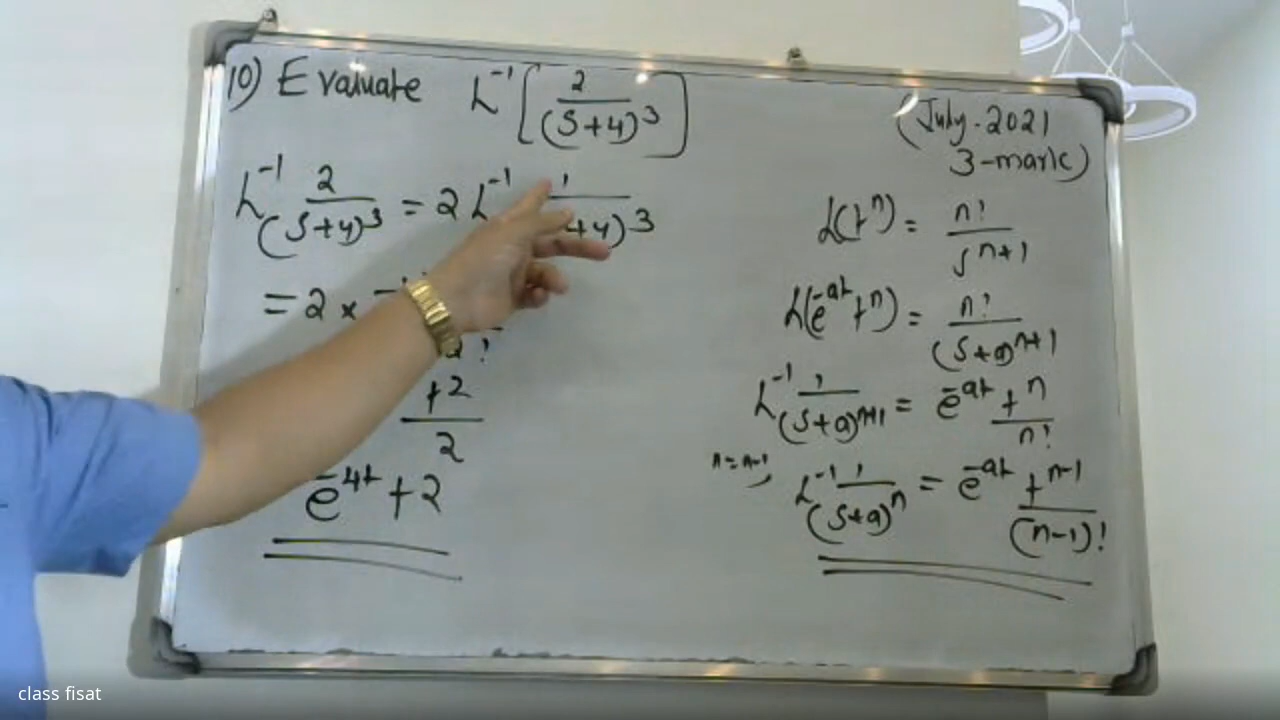 10) Evaluate L⁻¹[2/(S+4)³]
(July-2021
3-mark)
L⁻¹ 2/(S+4)³ = 2 L⁻¹ 1/( +4)³
= 2 ×
2!
t²/2
e⁻⁴ᵗ t²
L(tⁿ) = n!/sⁿ⁺¹
L(e⁻ᵃᵗ tⁿ) = n!/(S+a)ⁿ⁺¹
L⁻¹ 1/(S+a)ⁿ⁺¹ = e⁻ᵃᵗ tⁿ/n!
n=n-1, L⁻¹ 1/(S+a)ⁿ = e⁻ᵃᵗ tⁿ⁻¹/(n-1)!
class fisat